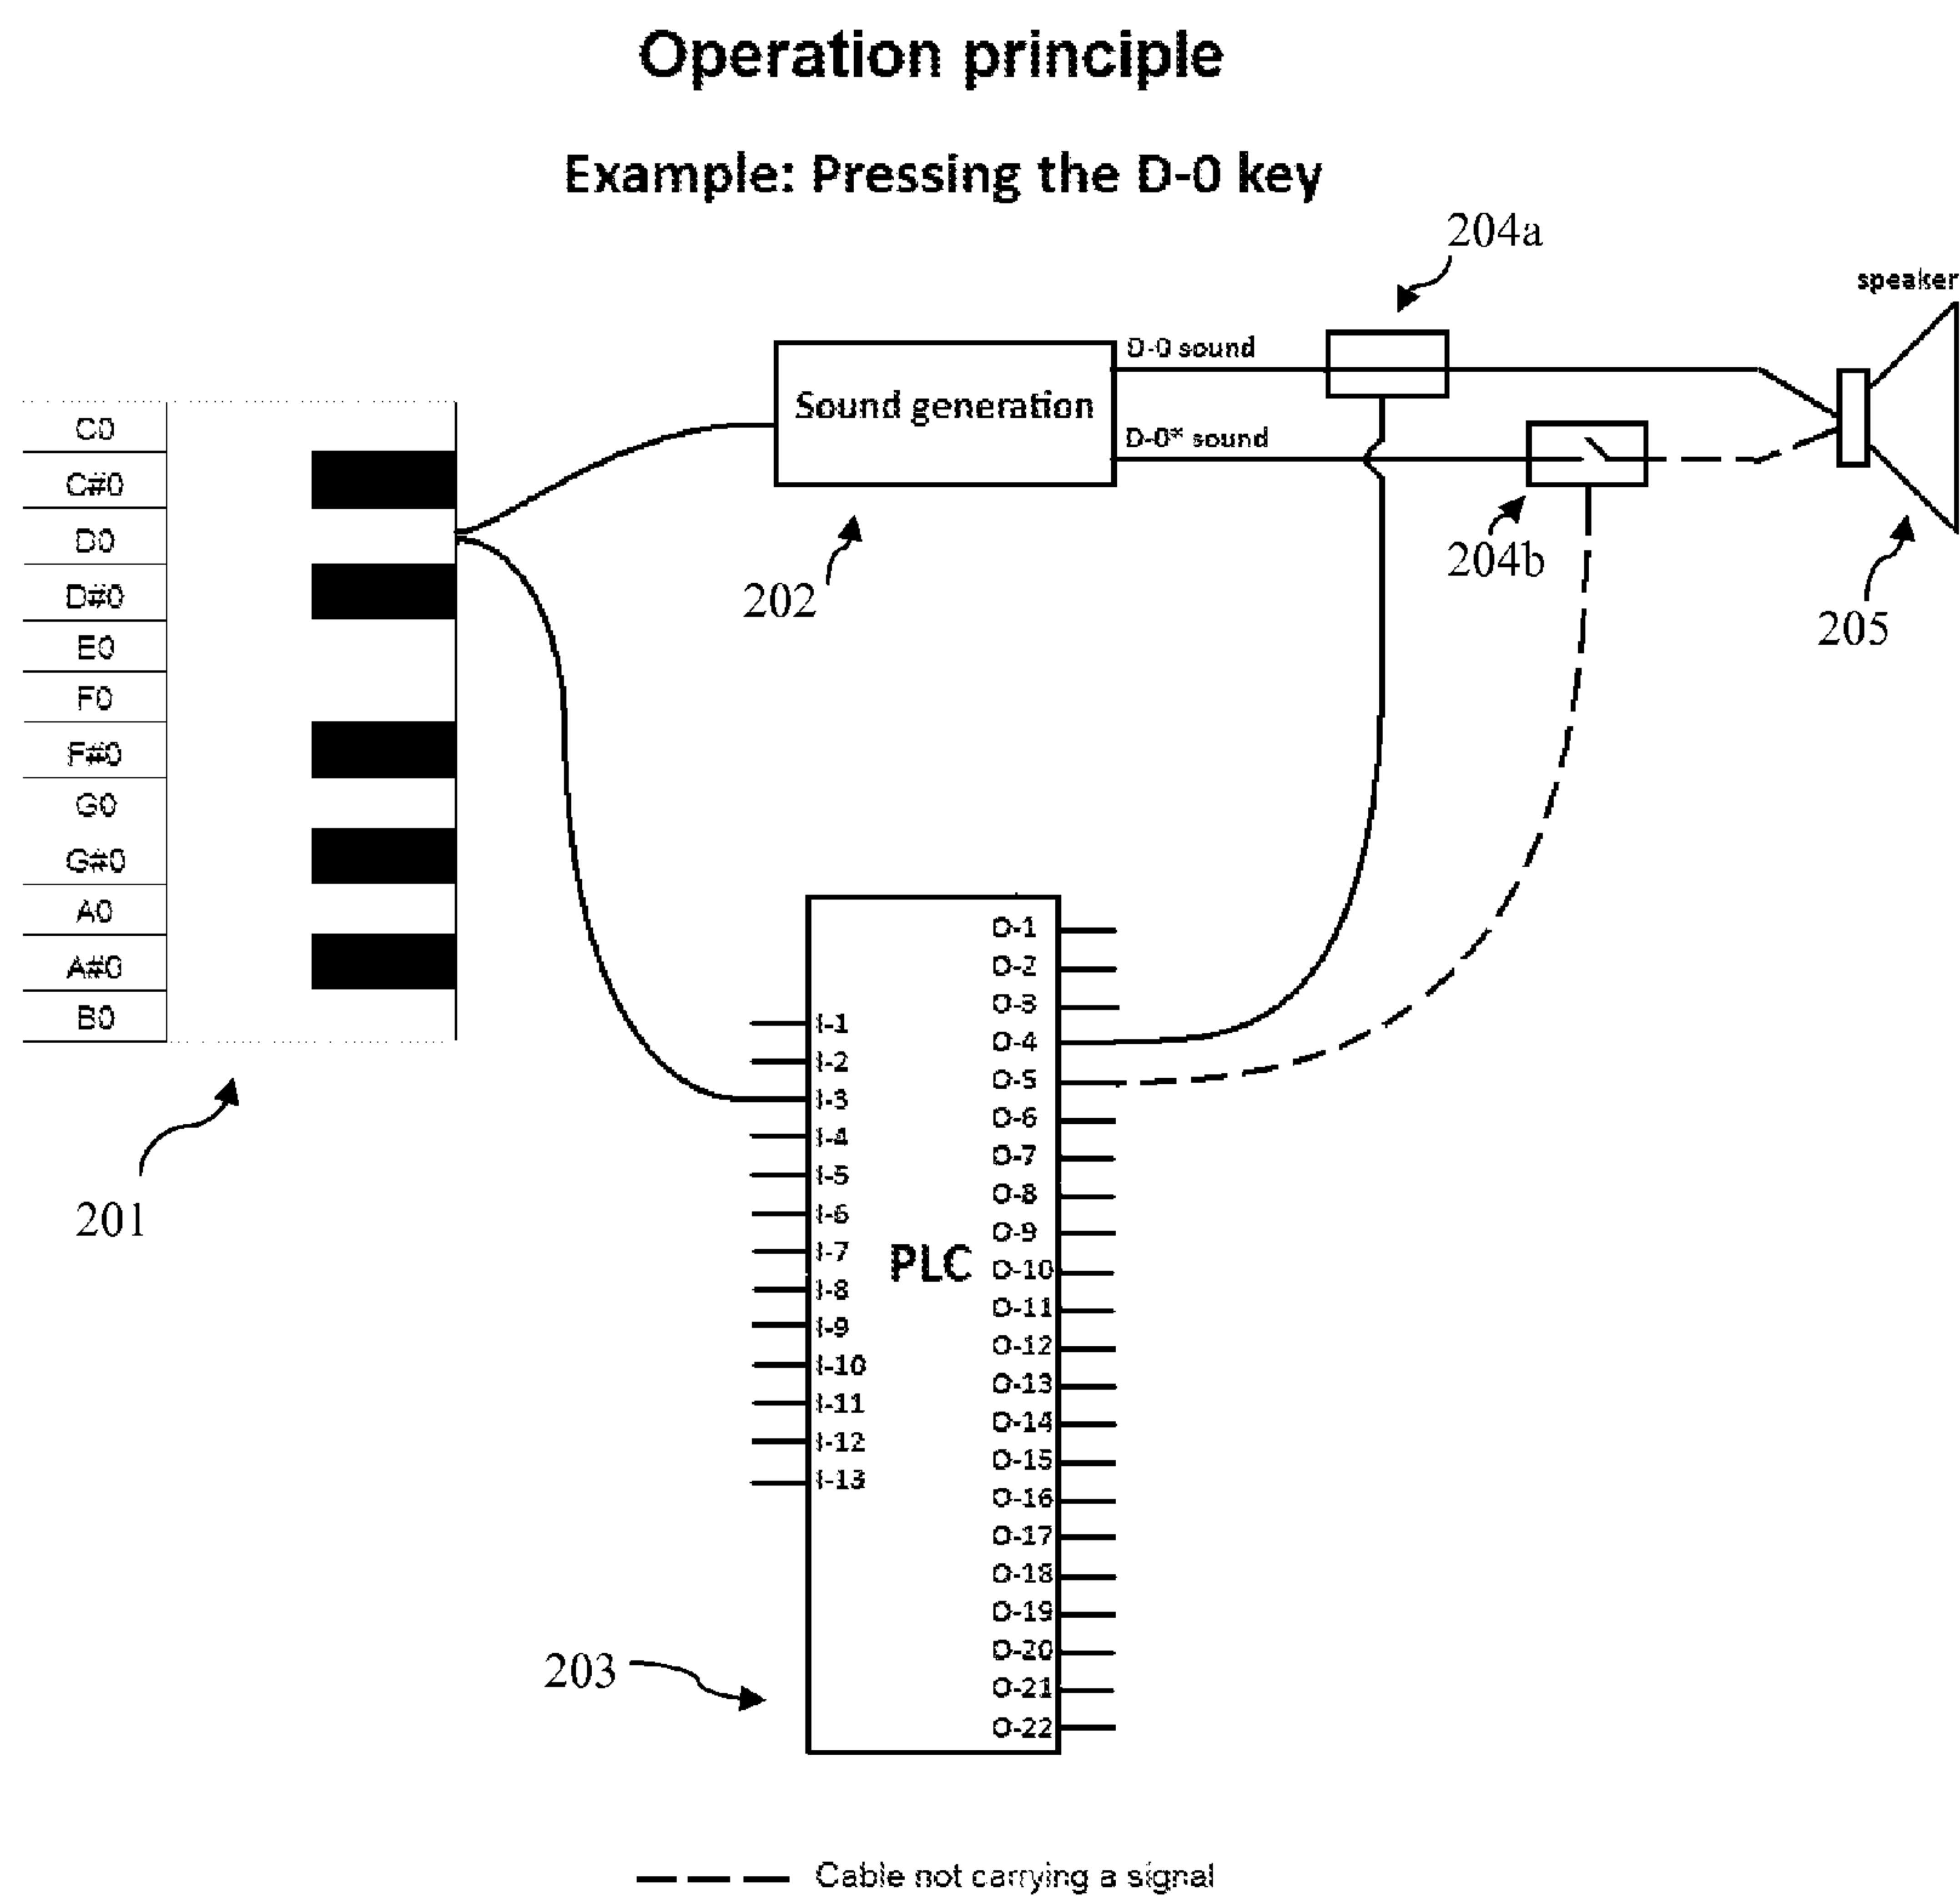 Operation principle
Example: Pressing the D-0 key
204a
speaker
D-0 sound
Sound generation
D-0* sound
204b
202
205
C0
C#0
D0
D#0
E0
F0
F#0
G0
G#0
A0
A#0
B0
201
I-1
I-2
I-3
I-4
I-5
I-6
I-7
I-8
I-9
I-10
I-11
I-12
I-13
PLC
O-1
O-2
O-3
O-4
O-5
O-6
O-7
O-8
O-9
O-10
O-11
O-12
O-13
O-14
O-15
O-16
O-17
O-18
O-19
O-20
O-21
O-22
203
Cable not carrying a signal